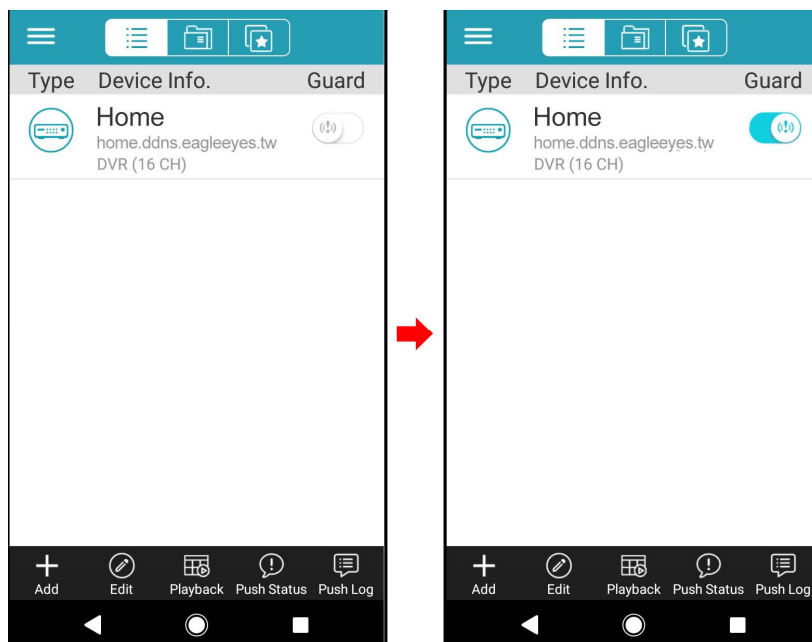 Type Device Info. Guard
Home
home.ddns.eagleeyes.tw
DVR (16 CH)
Add Edit Playback Push Status Push Log
Type Device Info. Guard
Home
home.ddns.eagleeyes.tw
DVR (16 CH)
Add Edit Playback Push Status Push Log